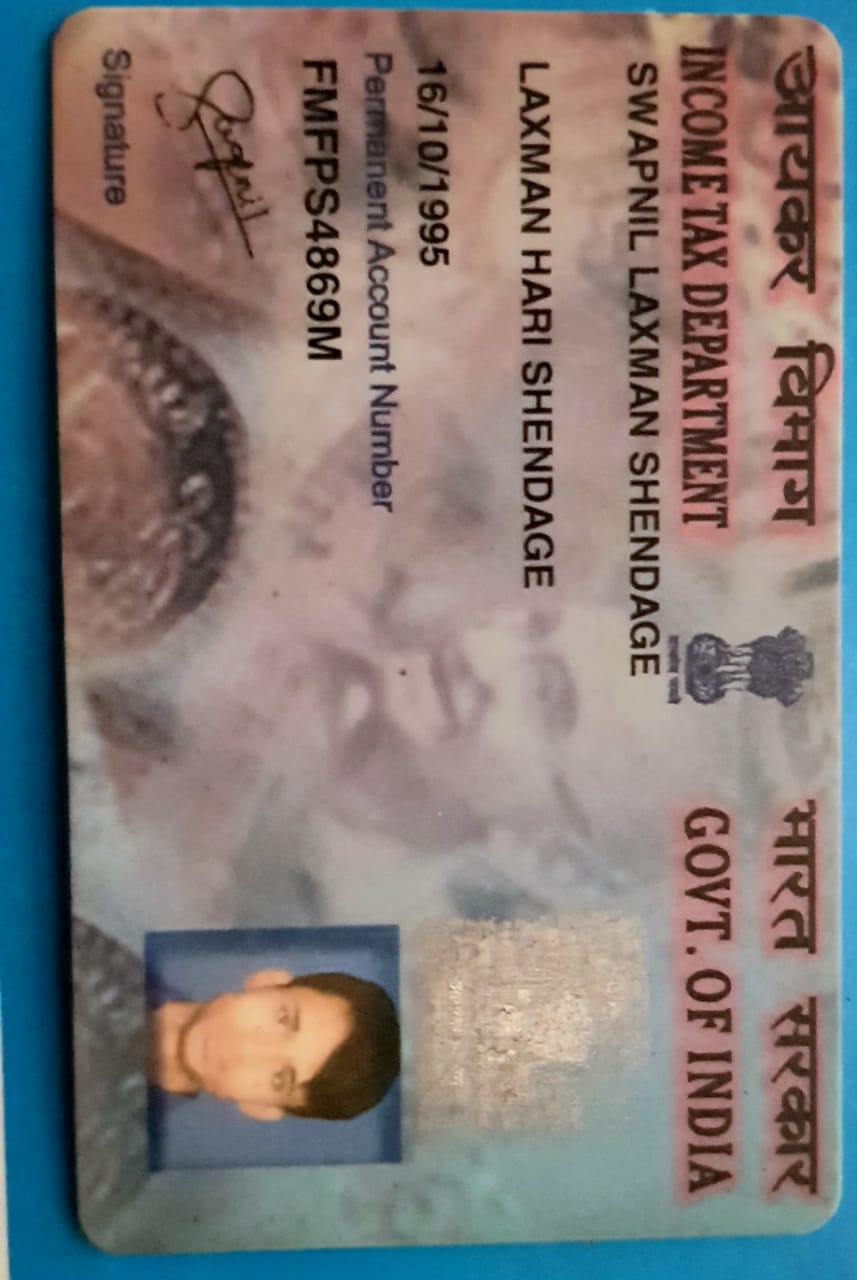 आयकर विभाग
भारत सरकार
INCOME TAX DEPARTMENT
GOVT. OF INDIA
सत्यमेव जयते
SWAPNIL LAXMAN SHENDAGE
LAXMAN HARI SHENDAGE
16/10/1995
Permanent Account Number
FMFPS4869M
Swapnil
Signature